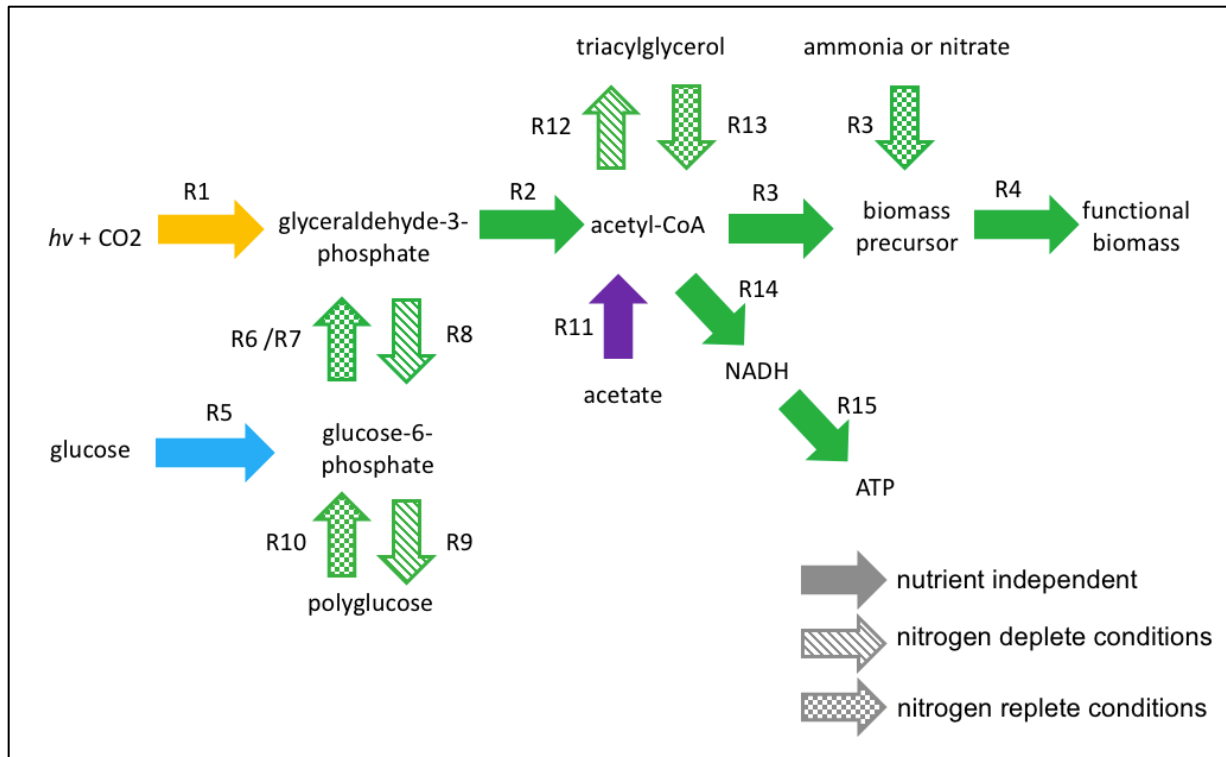 triacylglycerol
ammonia or nitrate
R12
R13
R3
R1
R2
R3
R4
hv + CO2
glyceraldehyde-3-
phosphate
acetyl-CoA
biomass
precursor
functional
biomass
R6 /R7
R8
R11
R14
acetate
NADH
R5
R15
glucose
glucose-6-
phosphate
ATP
R10
R9
polyglucose
nutrient independent
nitrogen deplete conditions
nitrogen replete conditions